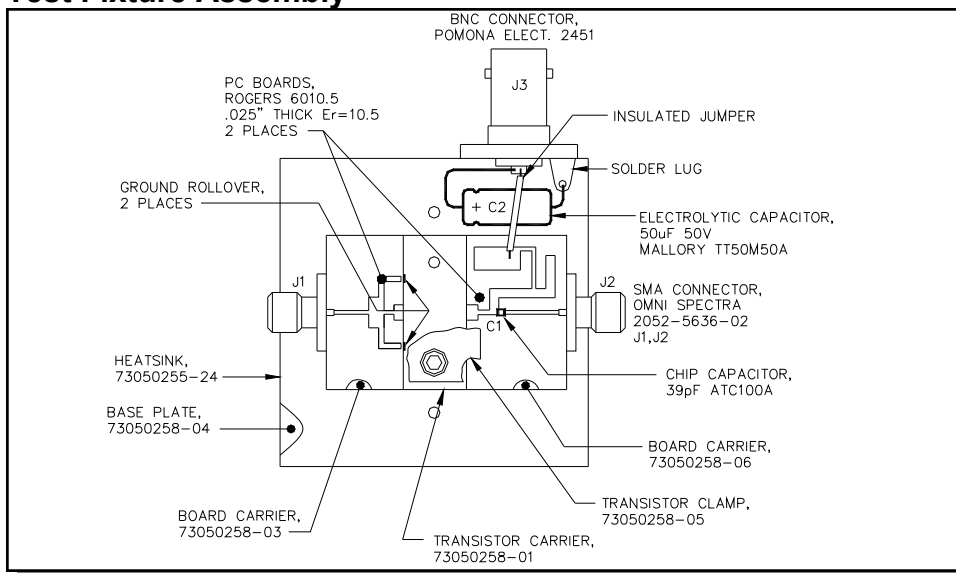 Test Fixture Assembly
BNC CONNECTOR,
POMONA ELECT. 2451
J3
PC BOARDS,
ROGERS 6010.5
.025" THICK Er=10.5
2 PLACES
INSULATED JUMPER
SOLDER LUG
GROUND ROLLOVER,
2 PLACES
+ C2
ELECTROLYTIC CAPACITOR,
50uF 50V
MALLORY TT50M50A
J1
J2
SMA CONNECTOR,
OMNI SPECTRA
2052-5636-02
J1,J2
C1
HEATSINK,
73050255-24
CHIP CAPACITOR,
39pF ATC100A
BASE PLATE,
73050258-04
BOARD CARRIER,
73050258-06
TRANSISTOR CLAMP,
73050258-05
BOARD CARRIER,
73050258-03
TRANSISTOR CARRIER,
73050258-01